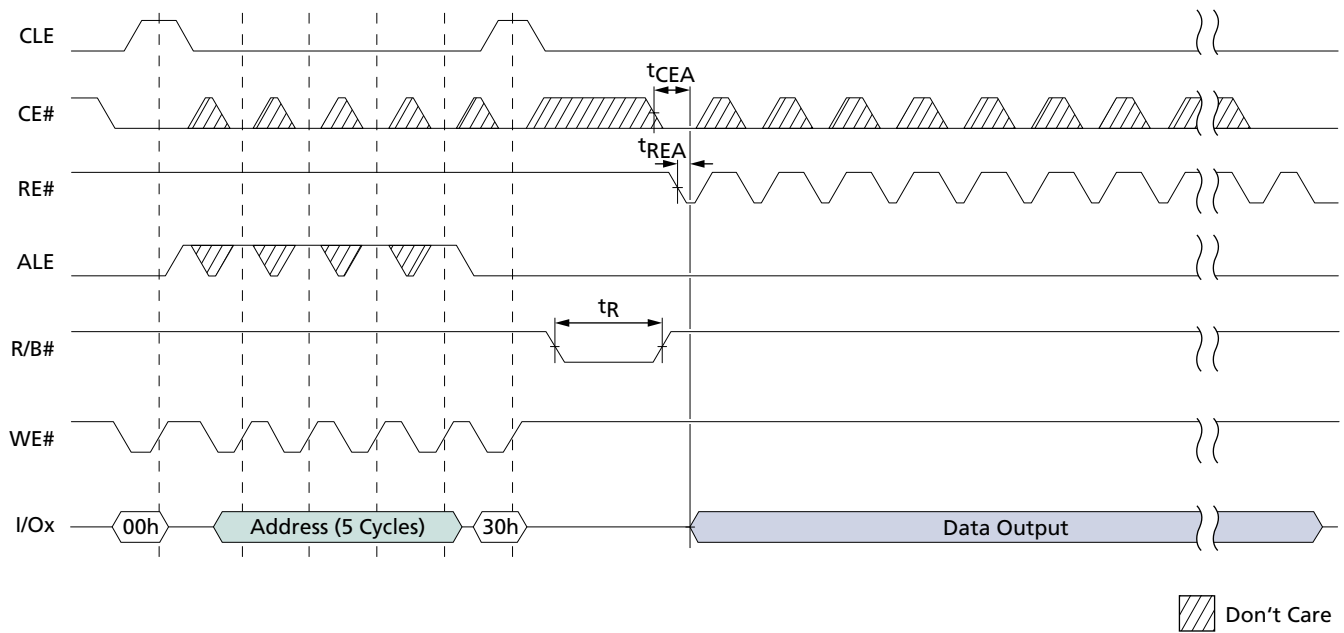 CLE
tCEA
CE#
tREA
RE#
ALE
tR
R/B#
WE#
I/Ox 00h Address (5 Cycles) 30h Data Output
Don't Care